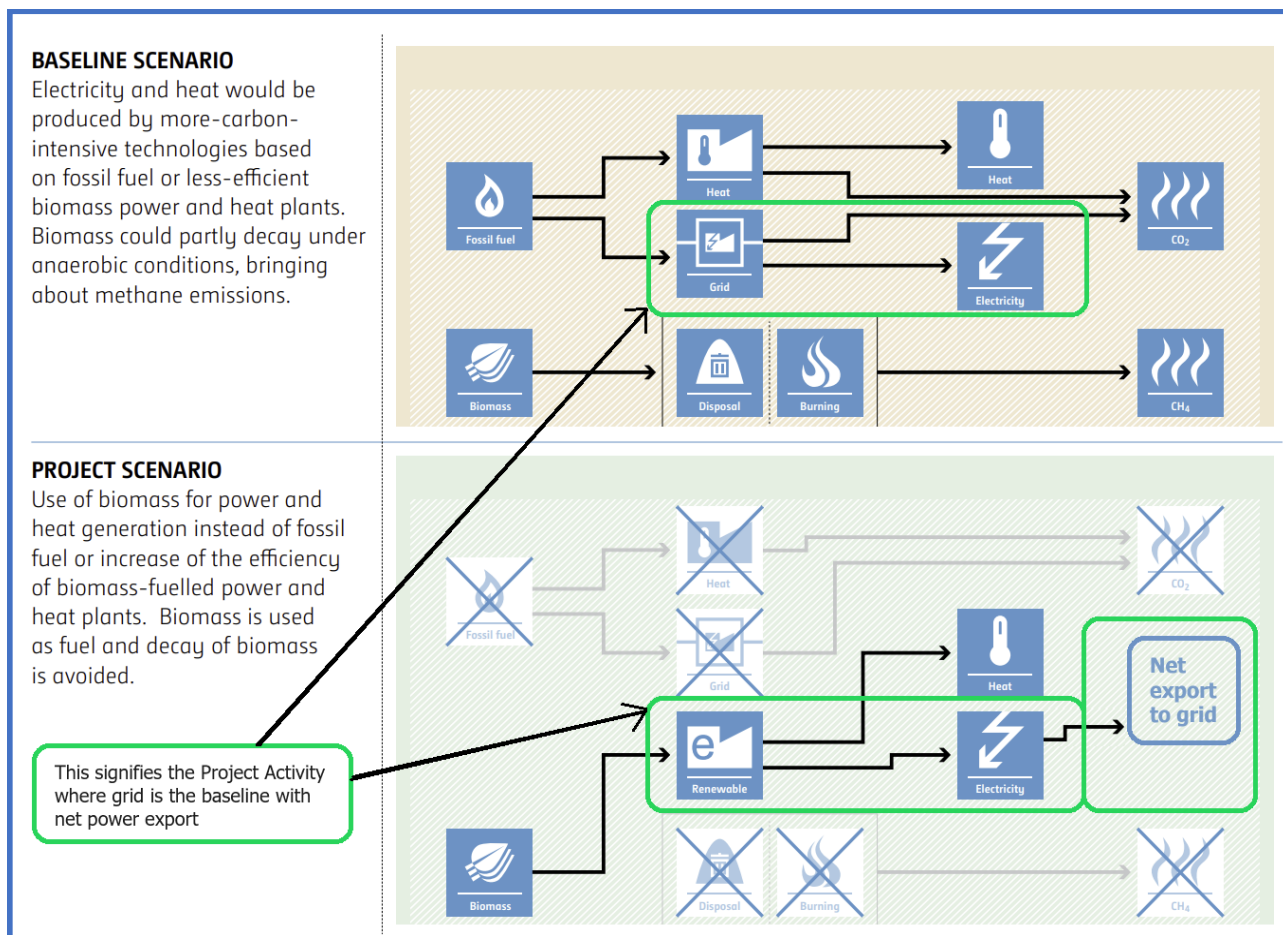 BASELINE SCENARIO
Electricity and heat would be
produced by more-carbon-
intensive technologies based
on fossil fuel or less-efficient
biomass power and heat plants.
Biomass could partly decay under
anaerobic conditions, bringing
about methane emissions.
Fossil fuel
Heat
Heat
Grid
Electricity
CO₂
Biomass
Disposal
Burning
CH₄
PROJECT SCENARIO
Use of biomass for power and
heat generation instead of fossil
fuel or increase of the efficiency
of biomass-fuelled power and
heat plants.  Biomass is used
as fuel and decay of biomass
is avoided.
This signifies the Project Activity
where grid is the baseline with
net power export
Fossil fuel
Heat
CO₂
Grid
Heat
Net
export
to grid
e
Renewable
Electricity
Biomass
Disposal
Burning
CH₄